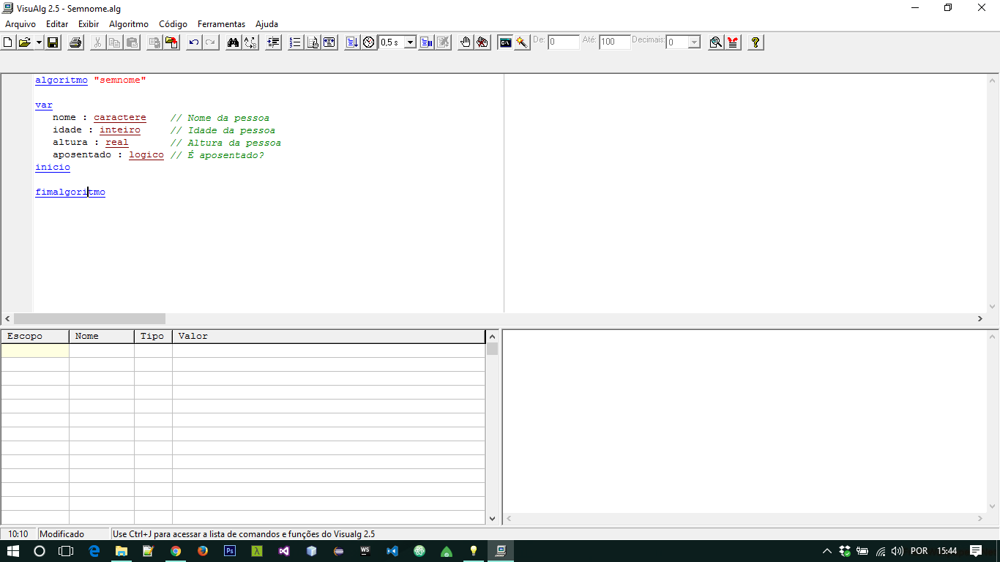 VisuAlg 2.5 - Semnome.alg
Arquivo Editar Exibir Algoritmo Código Ferramentas Ajuda
0,5 s De: 0 Até: 100 Decimais: 0
algoritmo "semnome"
var
nome : caractere // Nome da pessoa
idade : inteiro // Idade da pessoa
altura : real // Altura da pessoa
aposentado : logico // É aposentado?
inicio
fimalgoritmo
Escopo Nome Tipo Valor
10:10 Modificado Use Ctrl+J para acessar a lista de comandos e funções do Visualg 2.5
Ps WS POR 15:44